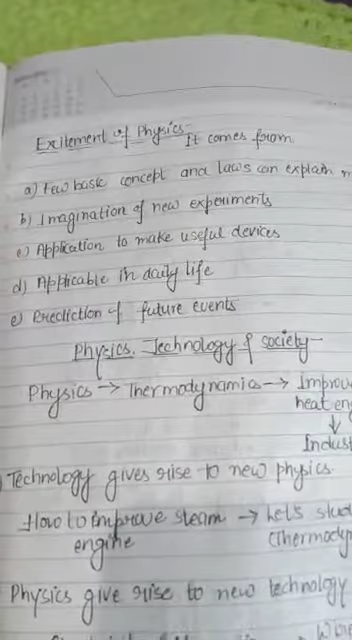 Exitement of Physics- It comes from
a) Few basic concept and laws can explain
b) Imagination of new experiments
c) Application to make useful devices
d) Applicable in daily life
e) Prediction of future events
Physics, Technology & society-
Physics → Thermodynamics → Improv
heat en
↓
Indust
Technology gives rise to new physics.
How to improve steam → let's stud
engine (Thermody
Physics give rise to new technology